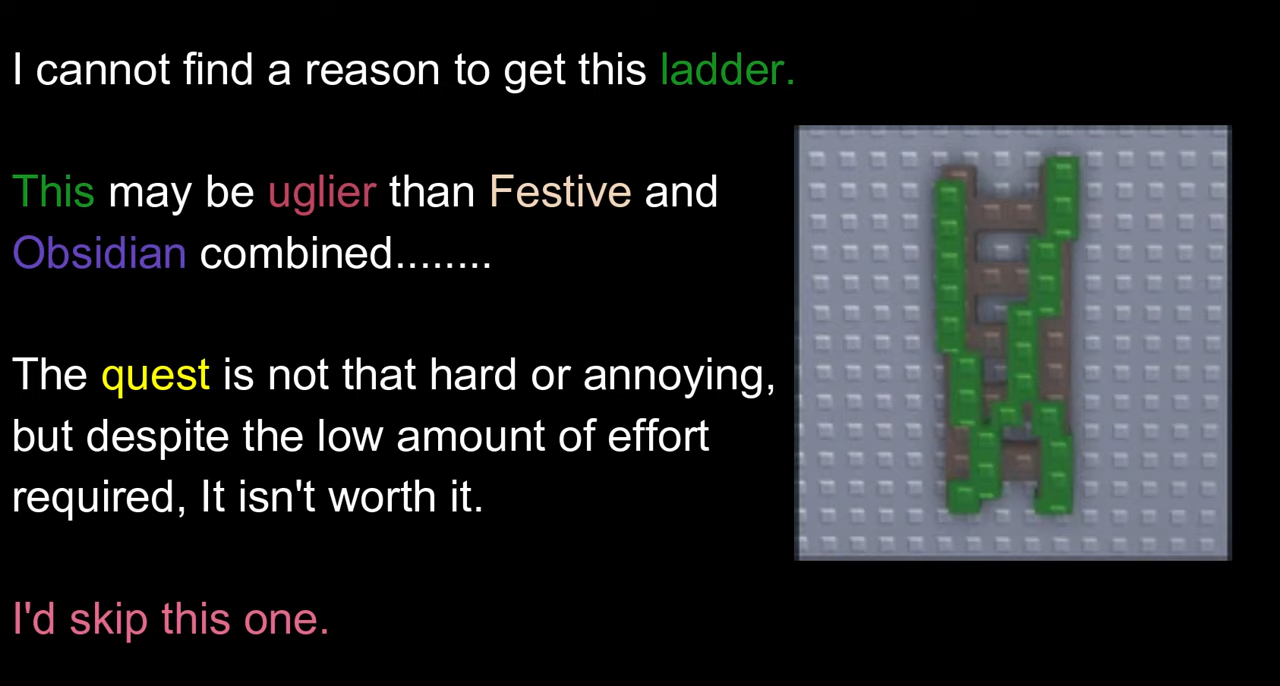 I cannot find a reason to get this ladder.
This may be uglier than Festive and
Obsidian combined........
The quest is not that hard or annoying,
but despite the low amount of effort
required, It isn't worth it.
I'd skip this one.